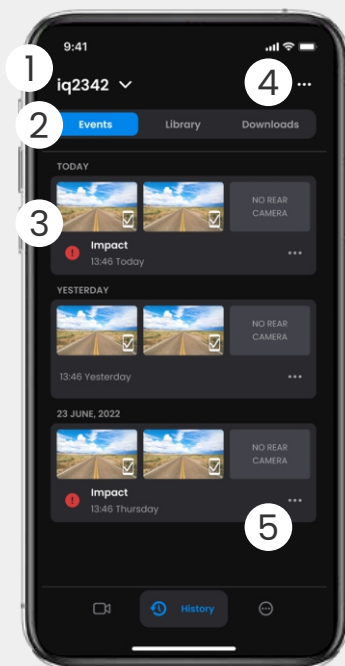 1
9:41
iq2342
4
2
Events
Library
Downloads
TODAY
3
NO REAR
CAMERA
Impact
13:46 Today
YESTERDAY
NO REAR
CAMERA
13:46 Yesterday
23 JUNE, 2022
NO REAR
CAMERA
Impact
13:46 Thursday
5
History